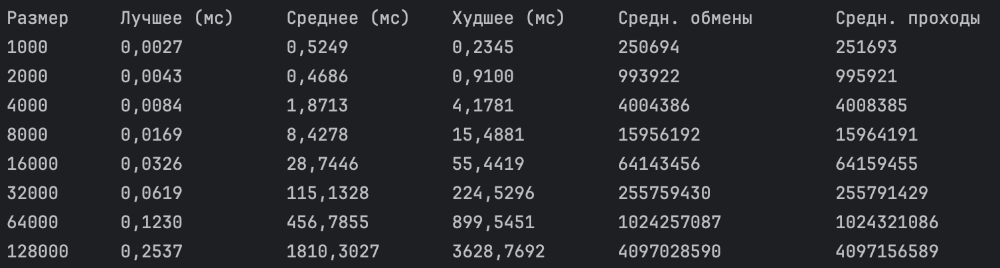 Размер Лучшее (мс) Среднее (мс) Худшее (мс) Средн. обмены Средн. проходы
1000 0,0027 0,5249 0,2345 250694 251693
2000 0,0043 0,4686 0,9100 993922 995921
4000 0,0084 1,8713 4,1781 4004386 4008385
8000 0,0169 8,4278 15,4881 15956192 15964191
16000 0,0326 28,7446 55,4419 64143456 64159455
32000 0,0619 115,1328 224,5296 255759430 255791429
64000 0,1230 456,7855 899,5451 1024257087 1024321086
128000 0,2537 1810,3027 3628,7692 4097028590 4097156589